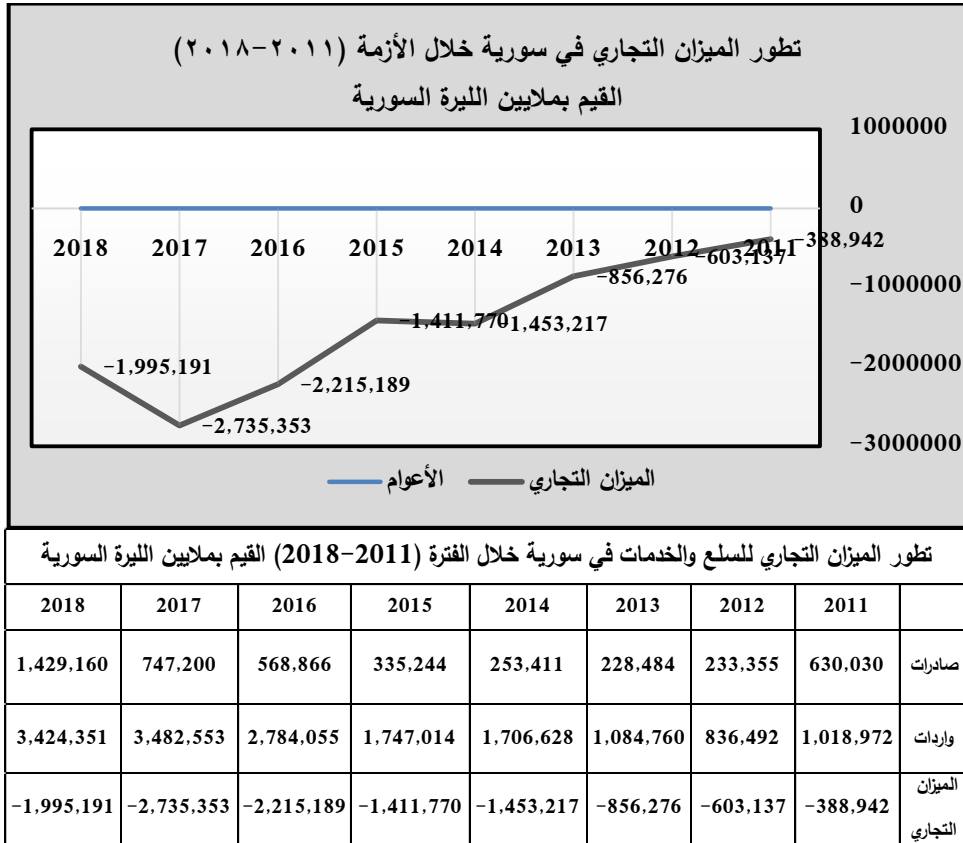 تطور الميزان التجاري في سورية خلال الأزمة (٢٠١١-٢٠١٨)
القيم بملايين الليرة السورية
1000000
0
-1000000
-2000000
-3000000
2011 2012 2013 2014 2015 2016 2017 2018
-388,942
-603,137
-856,276
-1,453,217
-1,411,770
-2,215,189
-2,735,353
-1,995,191
الميزان التجاري الأعوام
تطور الميزان التجاري للسلع والخدمات في سورية خلال الفترة (2011-2018) القيم بملايين الليرة السورية
2011 2012 2013 2014 2015 2016 2017 2018
صادرات 630,030 233,355 228,484 253,411 335,244 568,866 747,200 1,429,160
واردات 1,018,972 836,492 1,084,760 1,706,628 1,747,014 2,784,055 3,482,553 3,424,351
الميزان
التجاري -388,942 -603,137 -856,276 -1,453,217 -1,411,770 -2,215,189 -2,735,353 -1,995,191